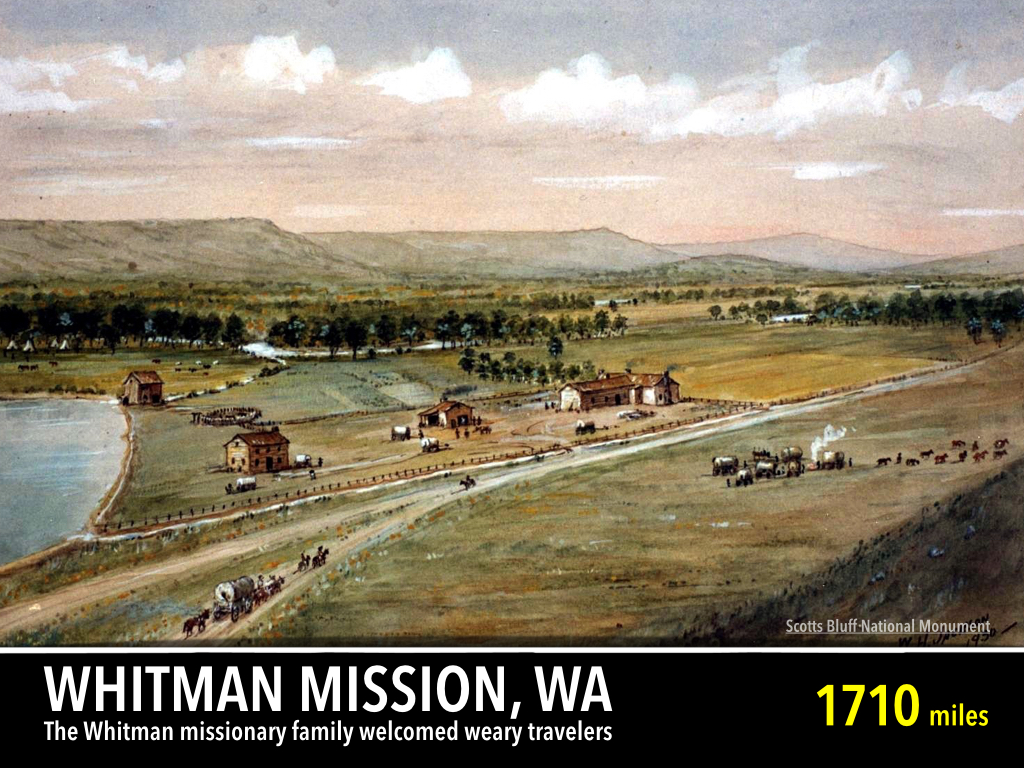 Scotts Bluff National Monument
WHITMAN MISSION, WA
The Whitman missionary family welcomed weary travelers
1710 miles